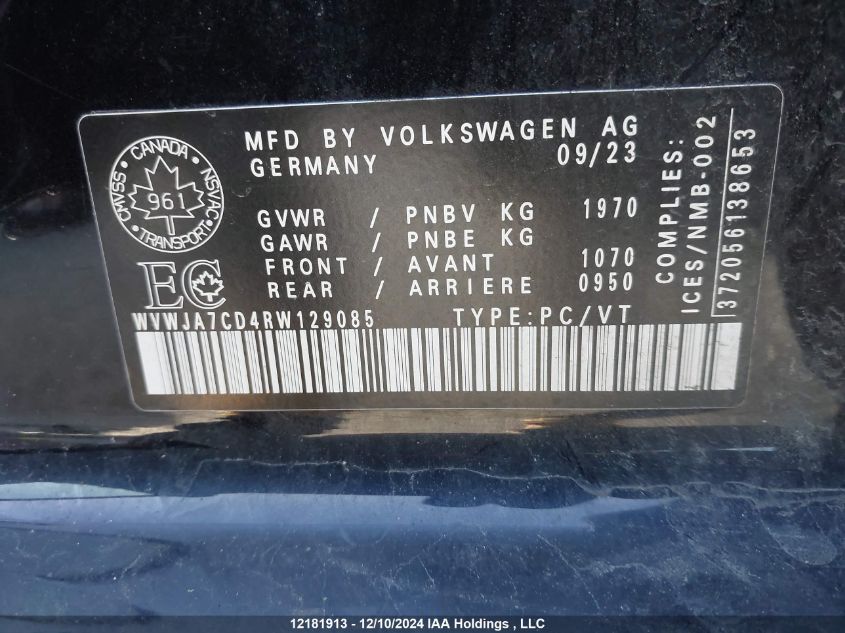 CANADA
CMVSS
NSVAC
961
TRANSPORT
EC
MFD BY VOLKSWAGEN AG
GERMANY 09/23
GVWR / PNBV KG 1970
GAWR / PNBE KG
FRONT / AVANT 1070
REAR / ARRIERE 0950
WVWJA7CD4RW129085 TYPE:PC/VT
COMPLIES:
ICES/NMB-002
372056138653
12181913 - 12/10/2024 IAA Holdings , LLC